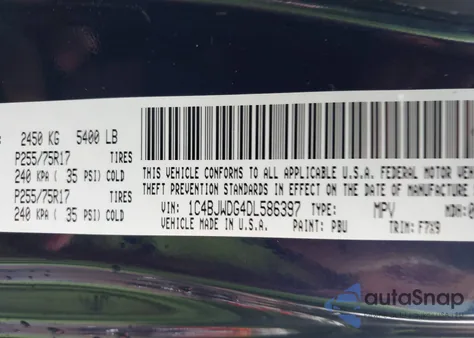 : 2450 KG 5400 LB
P255/75R17 TIRES
240 KPA ( 35 PSI) COLD
P255/75R17 TIRES
240 KPA ( 35 PSI) COLD
THIS VEHICLE CONFORMS TO ALL APPLICABLE U.S.A. FEDERAL MOTOR VEH
THEFT PREVENTION STANDARDS IN EFFECT ON THE DATE OF MANUFACTURE
VIN: 1C4BJWDG4DL586397 TYPE: MPV MDH:
VEHICLE MADE IN U.S.A. PAINT: PBU TRIM: F7X9
autoSnap